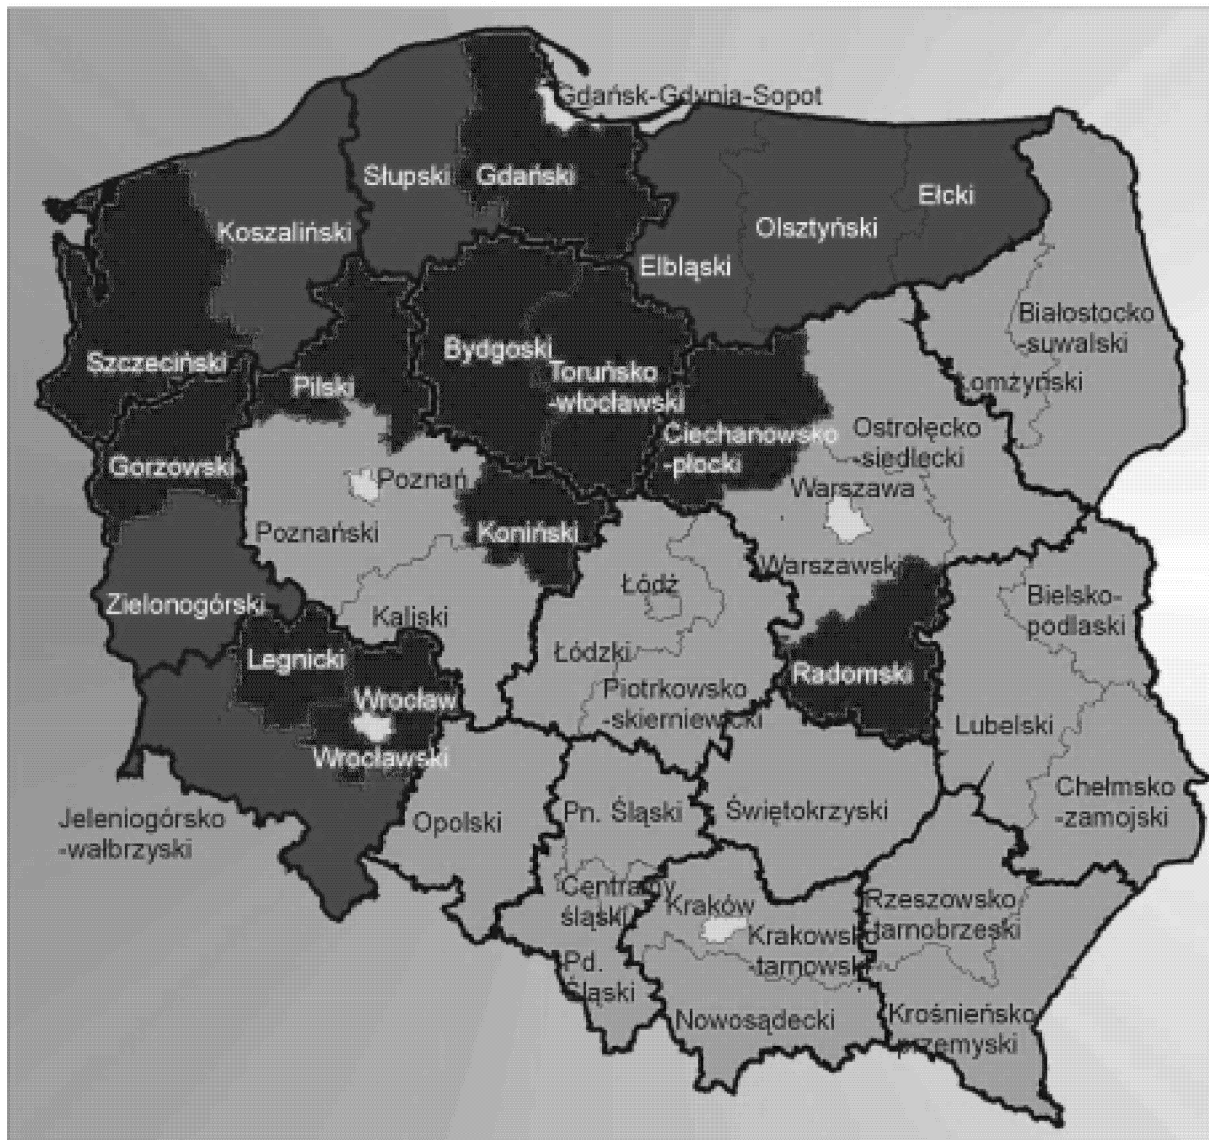 Gdańsk-Gdynia-Sopot
Słupski
Gdański
Ełcki
Koszaliński
Olsztyński
Elbląski
Białostocko
-suwalski
Szczeciński
Bydgoski
Toruńsko
-włocławski
Pilski
Łomżyński
Ciechanowsko
-płocki
Ostrołęcko
-siedlecki
Gorzowski
Poznań
Warszawa
Poznański
Koniński
Warszawski
Łódź
Zielonogórski
Kaliski
Bielsko-
podlaski
Legnicki
Łódzki
Radomski
Wrocław
Piotrkowsko
-skierniewicki
Lubelski
Wrocławski
Jeleniogórsko
-wałbrzyski
Opolski
Pn. Śląski
Świętokrzyski
Chełmsko
-zamojski
Centralny
śląski
Kraków
Rzeszowsko
-tarnobrzeski
Krakowsko
-tarnowski
Pd.
Śląski
Nowosądecki
Krośnieńsko
-przemyski